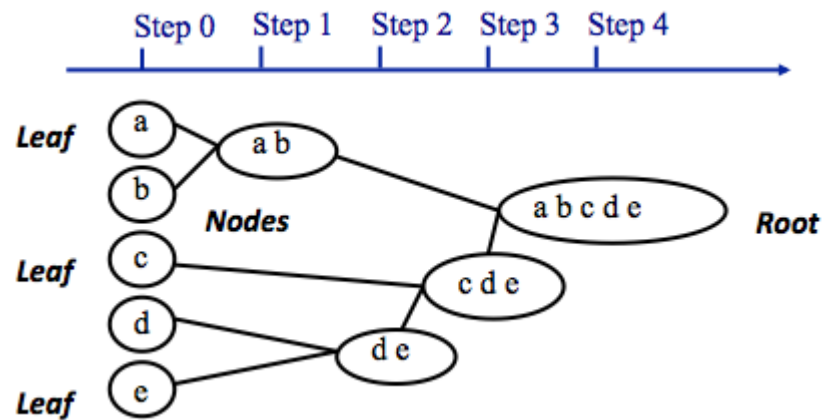 Step 0 Step 1 Step 2 Step 3 Step 4
Leaf
a
a b
b
a b c d e
Nodes
Root
Leaf
c
c d e
d
d e
Leaf
e